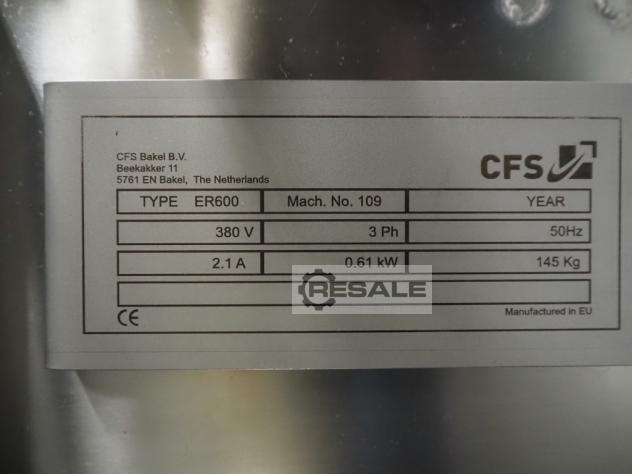 CFS Bakel B.V.
Beekakker 11
5761 EN Bakel, The Netherlands
CFS
TYPE ER600 Mach. No. 109 YEAR
380 V 3 Ph 50Hz
2.1 A 0.61 kW 145 Kg
RESALE
CE Manufactured in EU